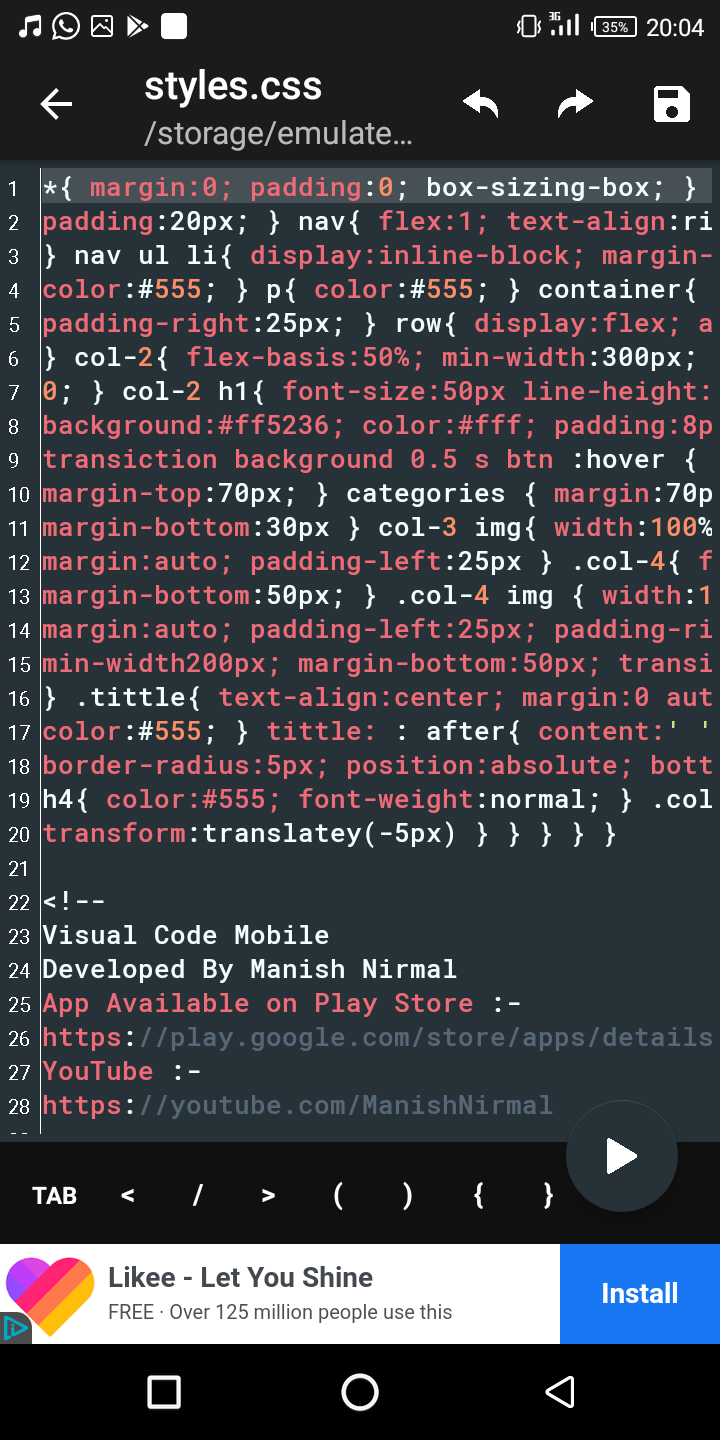 3G 35% 20:04
styles.css
/storage/emulate...
1 *{ margin:0; padding:0; box-sizing-box; }
2 padding:20px; } nav{ flex:1; text-align:ri
3 } nav ul li{ display:inline-block; margin-
4 color:#555; } p{ color:#555; } container{
5 padding-right:25px; } row{ display:flex; a
6 } col-2{ flex-basis:50%; min-width:300px;
7 0; } col-2 h1{ font-size:50px line-height:
8 background:#ff5236; color:#fff; padding:8p
9 transiction background 0.5 s btn :hover {
10 margin-top:70px; } categories { margin:70p
11 margin-bottom:30px } col-3 img{ width:100%
12 margin:auto; padding-left:25px } .col-4{ f
13 margin-bottom:50px; } .col-4 img { width:1
14 margin:auto; padding-left:25px; padding-ri
15 min-width200px; margin-bottom:50px; transi
16 } .tittle{ text-align:center; margin:0 aut
17 color:#555; } tittle: : after{ content:' '
18 border-radius:5px; position:absolute; bott
19 h4{ color:#555; font-weight:normal; } .col
20 transform:translatey(-5px) } } } } }
21
22 <!--
23 Visual Code Mobile
24 Developed By Manish Nirmal
25 App Available on Play Store :-
26 https://play.google.com/store/apps/details
27 YouTube :-
28 https://youtube.com/ManishNirmal
TAB < / > ( ) { }
Likee - Let You Shine
FREE · Over 125 million people use this
Install